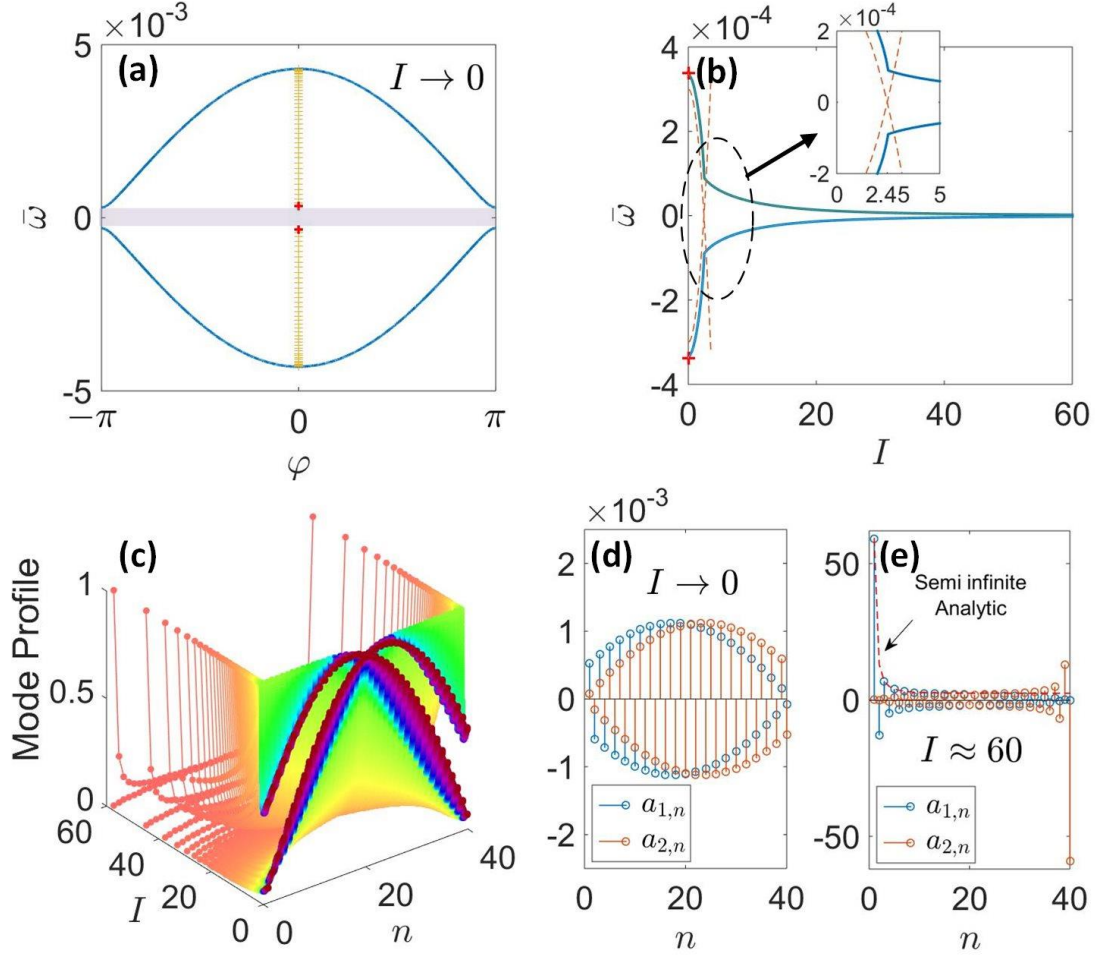 ×10⁻³
(a)
I → 0
5
0
-5
ω̄
−π
0
π
φ
×10⁻⁴
(b)
4
2
0
-2
-4
ω̄
0
20
40
60
I
×10⁻⁴
2
0
-2
0
2.45
5
(c)
Mode Profile
1
0.5
0
60
40
20
0
I
0
20
40
n
×10⁻³
(d)
I → 0
2
1
0
-1
-2
a₁,ₙ
a₂,ₙ
0
20
40
n
(e)
50
0
-50
Semi infinite
Analytic
I ≈ 60
a₁,ₙ
a₂,ₙ
0
20
40
n